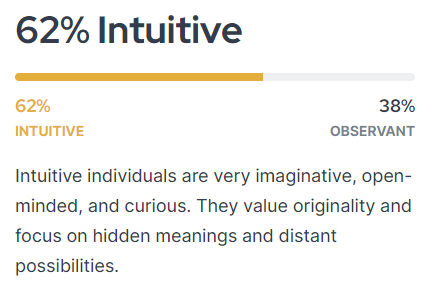 62% Intuitive
62% 38%
INTUITIVE OBSERVANT
Intuitive individuals are very imaginative, open-
minded, and curious. They value originality and
focus on hidden meanings and distant
possibilities.